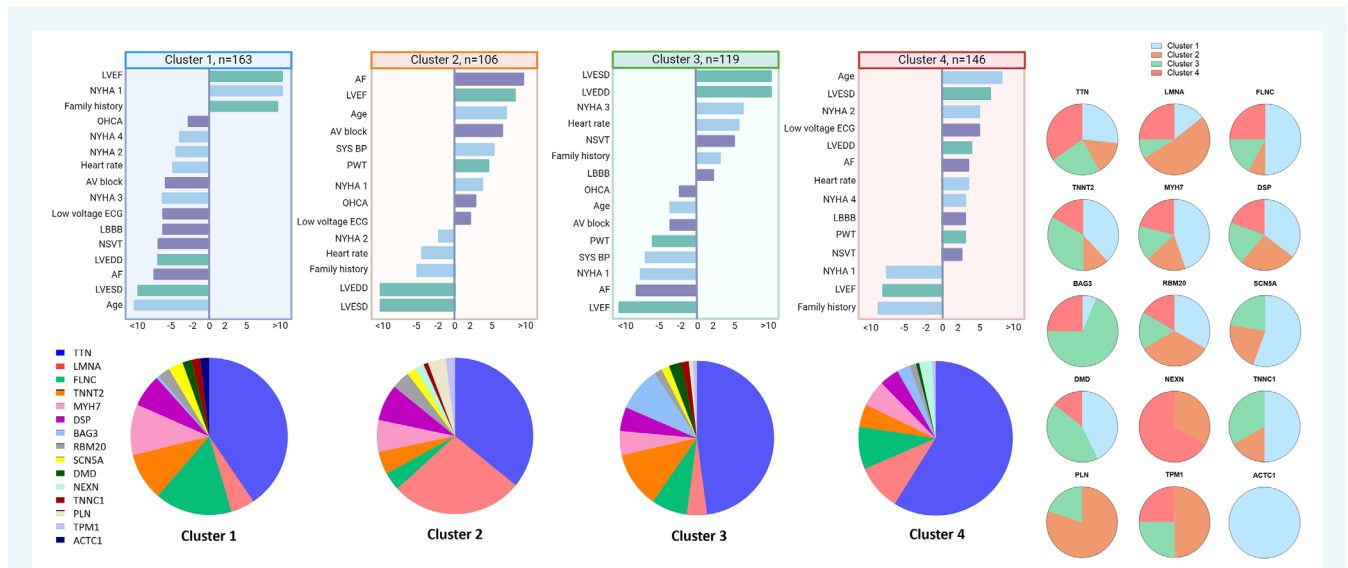 Cluster 1, n=163
LVEF
NYHA 1
Family history
OHCA
NYHA 4
NYHA 2
Heart rate
AV block
NYHA 3
Low voltage ECG
LBBB
NSVT
LVEDD
AF
LVESD
Age
<10 -5 -2 0 2 5 >10
Cluster 2, n=106
AF
LVEF
Age
AV block
SYS BP
PWT
NYHA 1
OHCA
Low voltage ECG
NYHA 2
Heart rate
Family history
LVEDD
LVESD
<10 -5 -2 0 2 5 >10
Cluster 3, n=119
LVESD
LVEDD
NYHA 3
Heart rate
NSVT
Family history
LBBB
OHCA
Age
AV block
PWT
SYS BP
NYHA 1
AF
LVEF
<10 -5 -2 0 2 5 >10
Cluster 4, n=146
Age
LVESD
NYHA 2
Low voltage ECG
LVEDD
AF
Heart rate
NYHA 4
LBBB
PWT
NSVT
NYHA 1
LVEF
Family history
<10 -5 -2 0 2 5 >10
TTN
LMNA
FLNC
TNNT2
MYH7
DSP
BAG3
RBM20
SCN5A
DMD
NEXN
TNNC1
PLN
TPM1
ACTC1
Cluster 1
Cluster 2
Cluster 3
Cluster 4
Cluster 1
Cluster 2
Cluster 3
Cluster 4
TTN LMNA FLNC
TNNT2 MYH7 DSP
BAG3 RBM20 SCN5A
DMD NEXN TNNC1
PLN TPM1 ACTC1